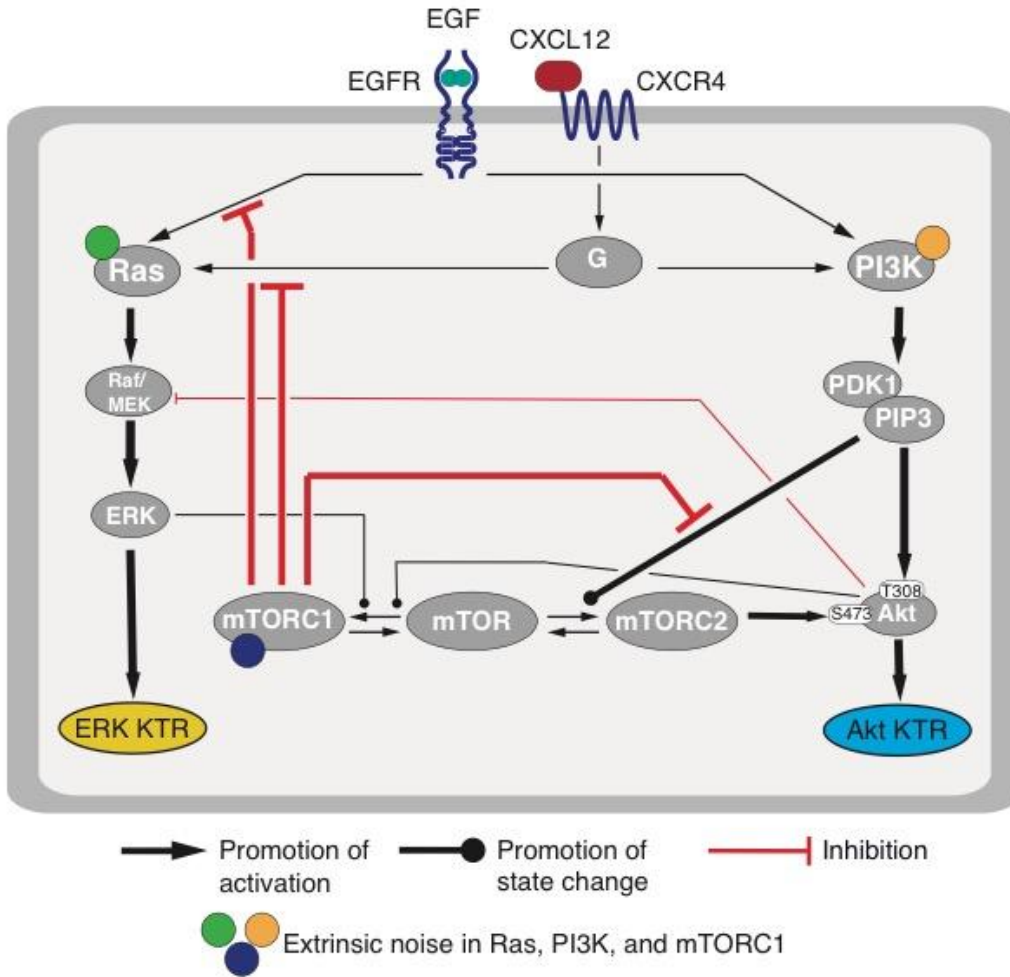 EGF
CXCL12
EGFR
CXCR4
Ras
G
PI3K
Raf/
MEK
PDK1
PIP3
ERK
T308
S473
Akt
mTORC1
mTOR
mTORC2
ERK KTR
Akt KTR
Promotion of
activation
Promotion of
state change
Inhibition
Extrinsic noise in Ras, PI3K, and mTORC1